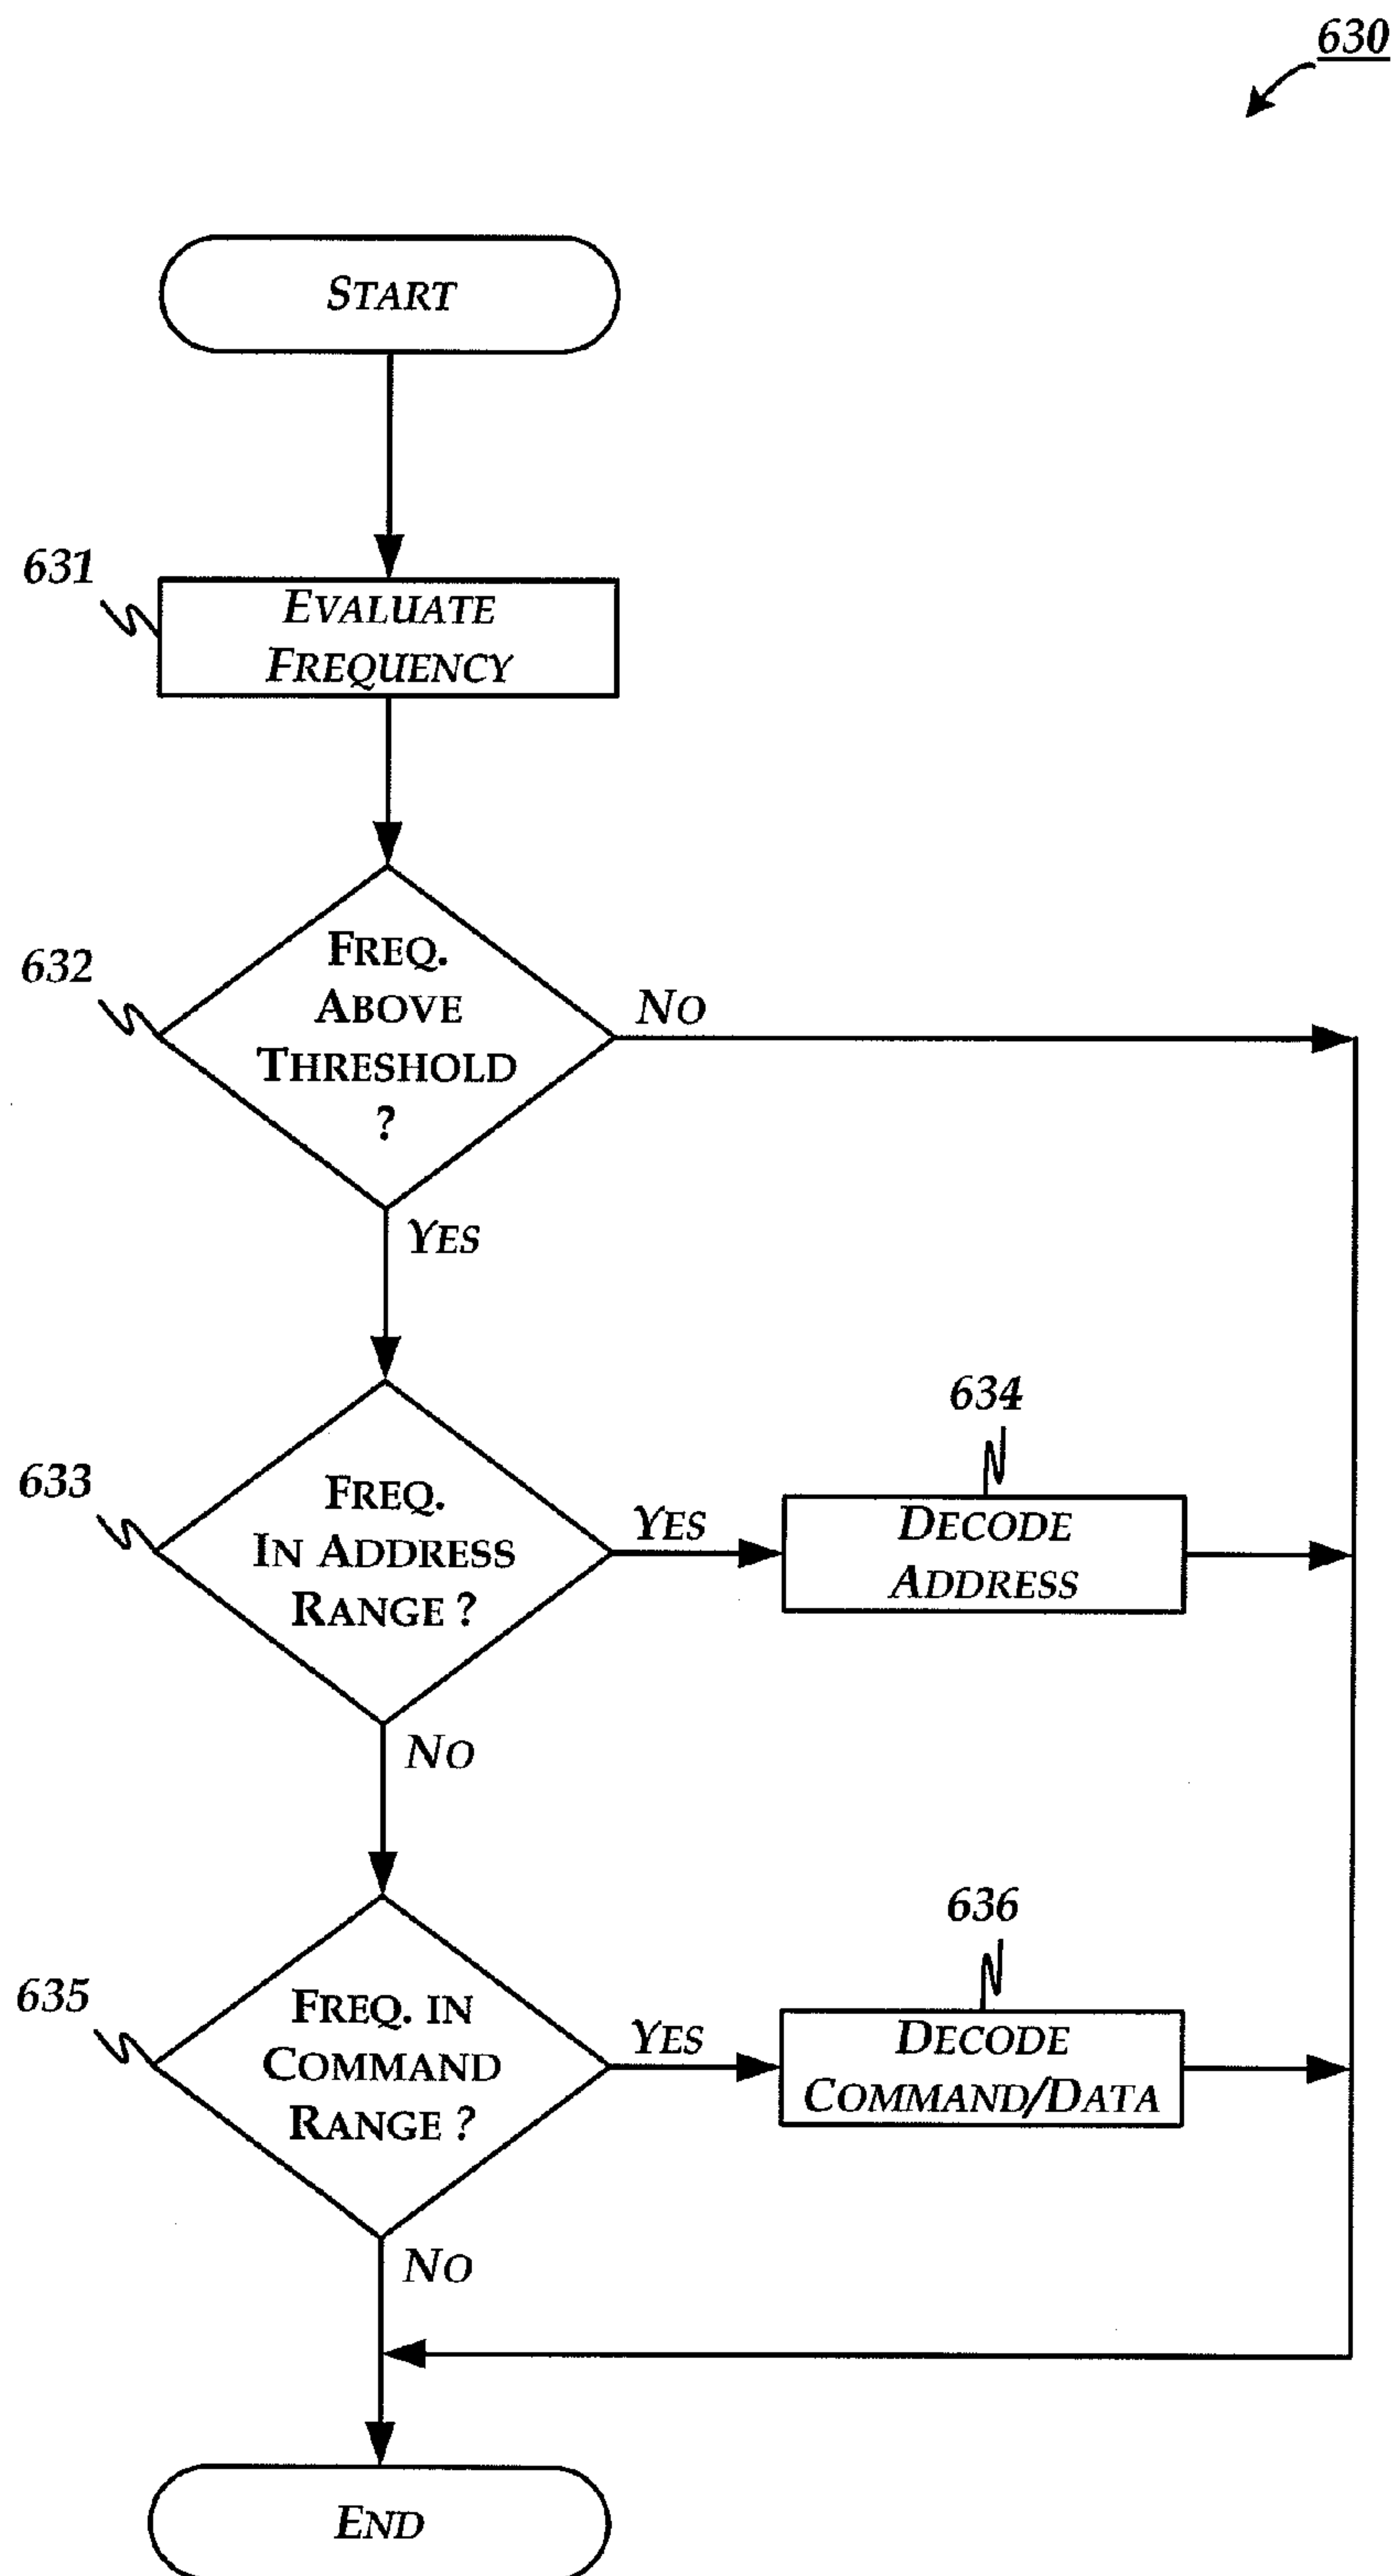 630
START
631
EVALUATE
FREQUENCY
632
FREQ.
ABOVE
THRESHOLD
?
NO
YES
633
FREQ.
IN ADDRESS
RANGE ?
YES
634
DECODE
ADDRESS
NO
635
FREQ. IN
COMMAND
RANGE ?
YES
636
DECODE
COMMAND/DATA
NO
END